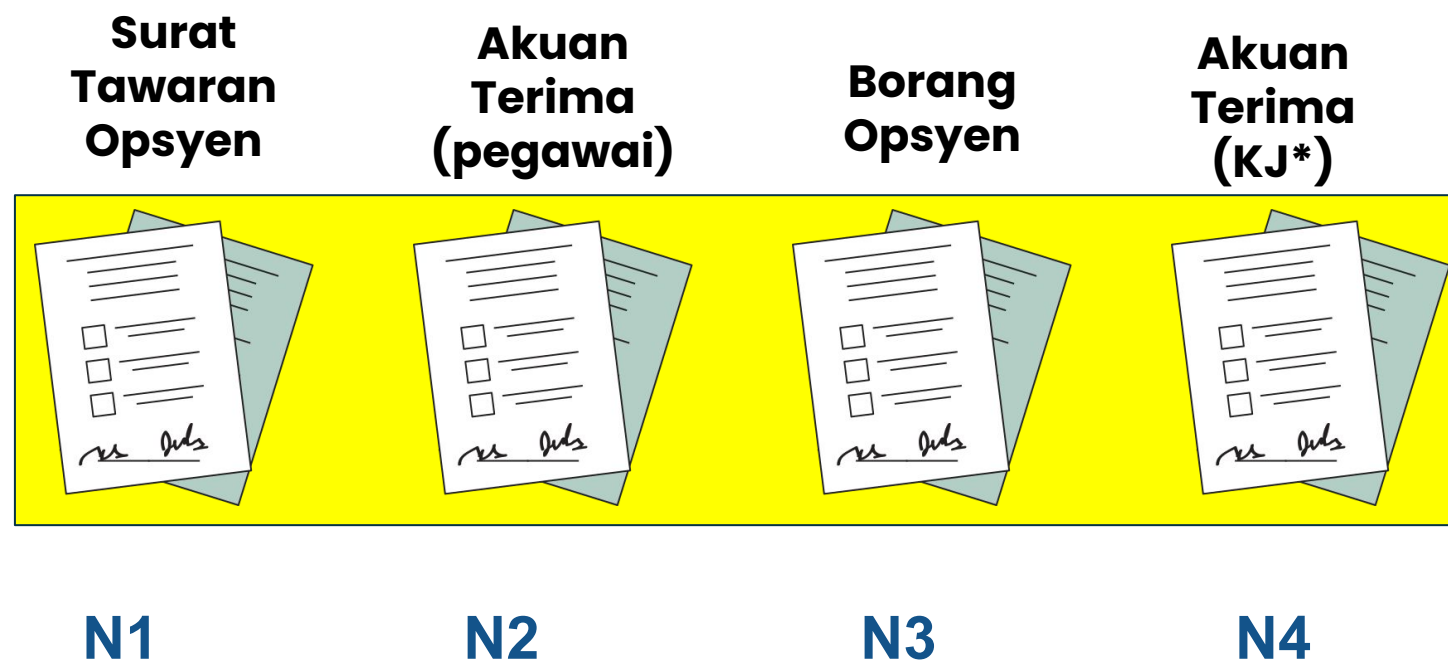 Surat
Tawaran
Opsyen
Akuan
Terima
(pegawai)
Borang
Opsyen
Akuan
Terima
(KJ*)
N1
N2
N3
N4